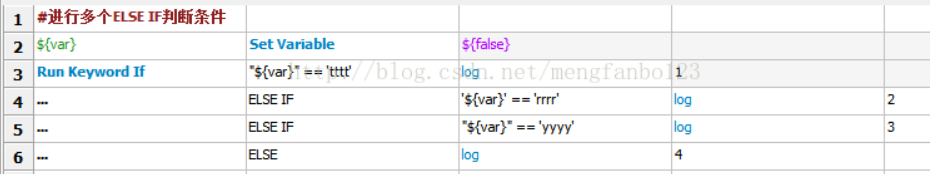 1 #进行多个ELSE IF判断条件
2 ${var} Set Variable ${false}
3 Run Keyword If "${var}" == 'tttt' log 1
4 ... ELSE IF '${var}' == 'rrrr' log 2
5 ... ELSE IF "${var}" == 'yyyy' log 3
6 ... ELSE log 4
http://blog.csdn.net/mengfanbo123